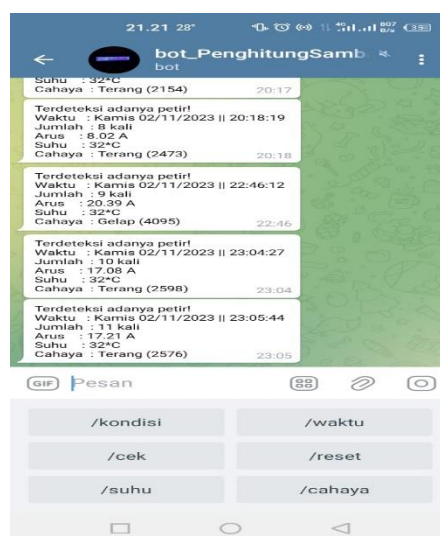 21.21 28°
807 B/s
bot_PenghitungSamb
bot
Suhu : 32*C
Cahaya : Terang (2154)
20:17
Terdeteksi adanya petir!
Waktu : Kamis 02/11/2023 || 20:18:19
Jumlah : 8 kali
Arus : 8.02 A
Suhu : 32*C
Cahaya : Terang (2473)
20:18
Terdeteksi adanya petir!
Waktu : Kamis 02/11/2023 || 22:46:12
Jumlah : 9 kali
Arus : 20.39 A
Suhu : 32*C
Cahaya : Gelap (4095)
22:46
Terdeteksi adanya petir!
Waktu : Kamis 02/11/2023 || 23:04:27
Jumlah : 10 kali
Arus : 17.08 A
Suhu : 32*C
Cahaya : Terang (2598)
23:04
Terdeteksi adanya petir!
Waktu : Kamis 02/11/2023 || 23:05:44
Jumlah : 11 kali
Arus : 17.21 A
Suhu : 32*C
Cahaya : Terang (2576)
23:05
GIF Pesan
/kondisi /waktu
/cek /reset
/suhu /cahaya